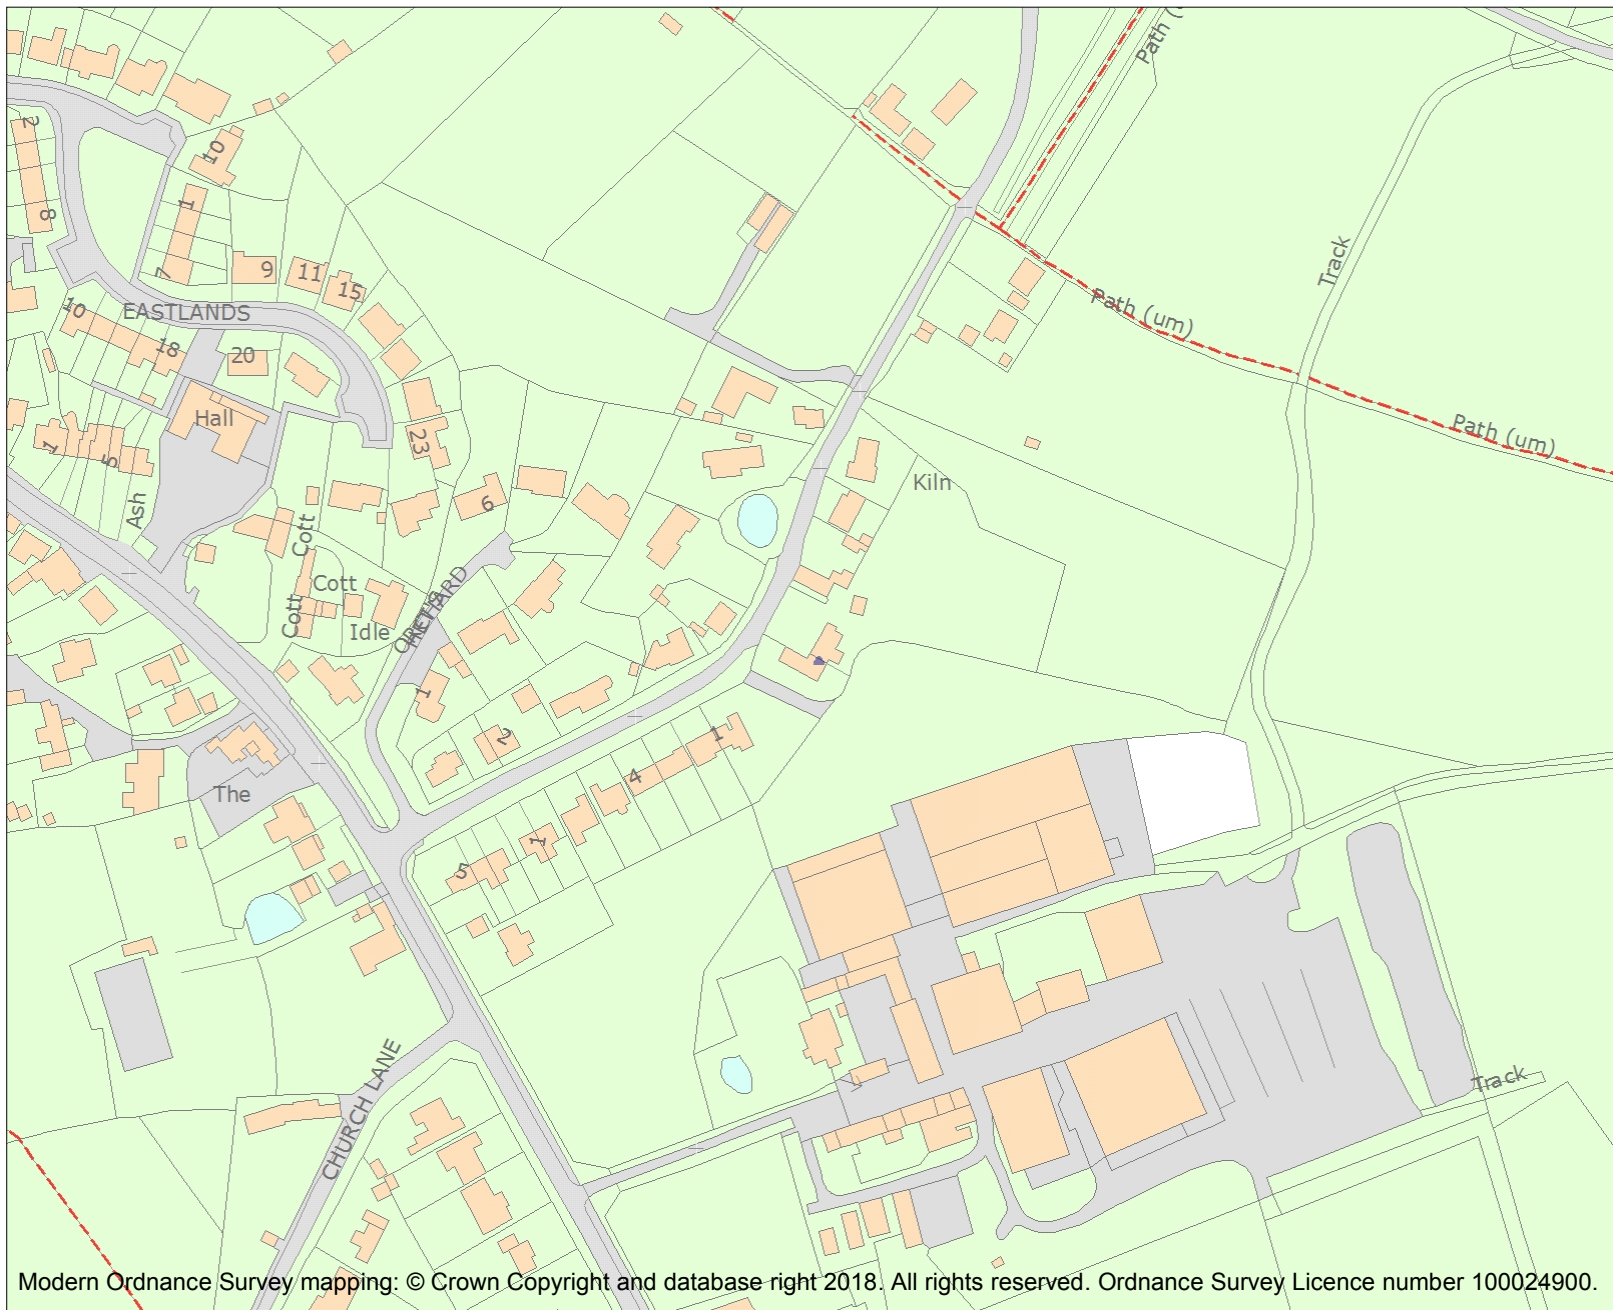 Path (u
2
10
1
8
7
9
11
15
Track
10
EASTLANDS
18
20
Path (um)
Hall
1
5
23
Path (um)
Ash
6
Kiln
Cott
Cott
Cott
Idle
ORCHARD
1
2
1
The
4
1
5
Track
CHURCH LANE
Modern Ordnance Survey mapping: © Crown Copyright and database right 2018. All rights reserved. Ordnance Survey Licence number 100024900.